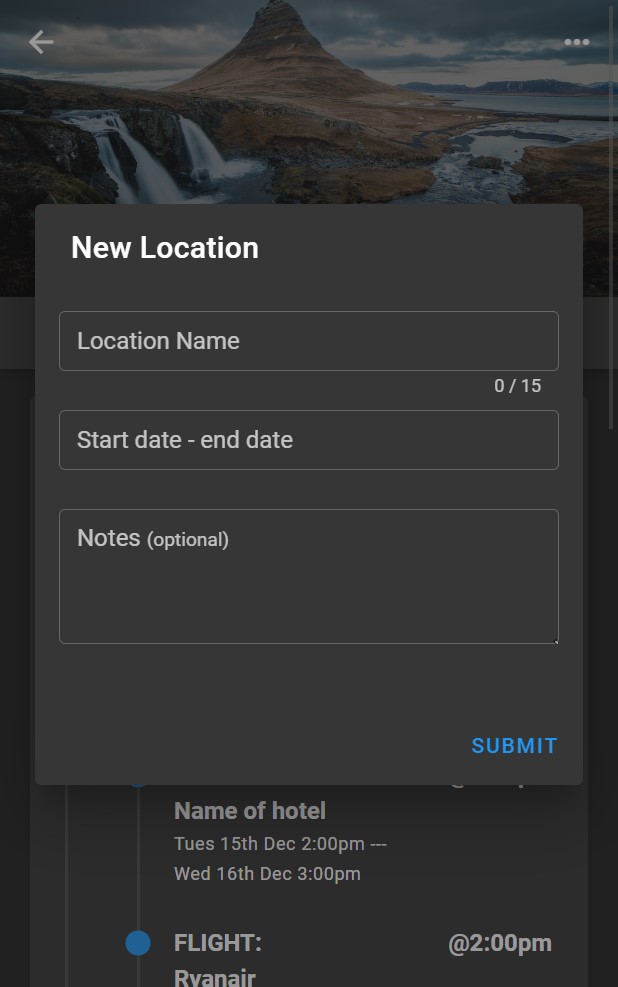 New Location
Location Name
0 / 15
Start date - end date
Notes (optional)
SUBMIT
Name of hotel
Tues 15th Dec 2:00pm ---
Wed 16th Dec 3:00pm
FLIGHT: @2:00pm
Ryanair